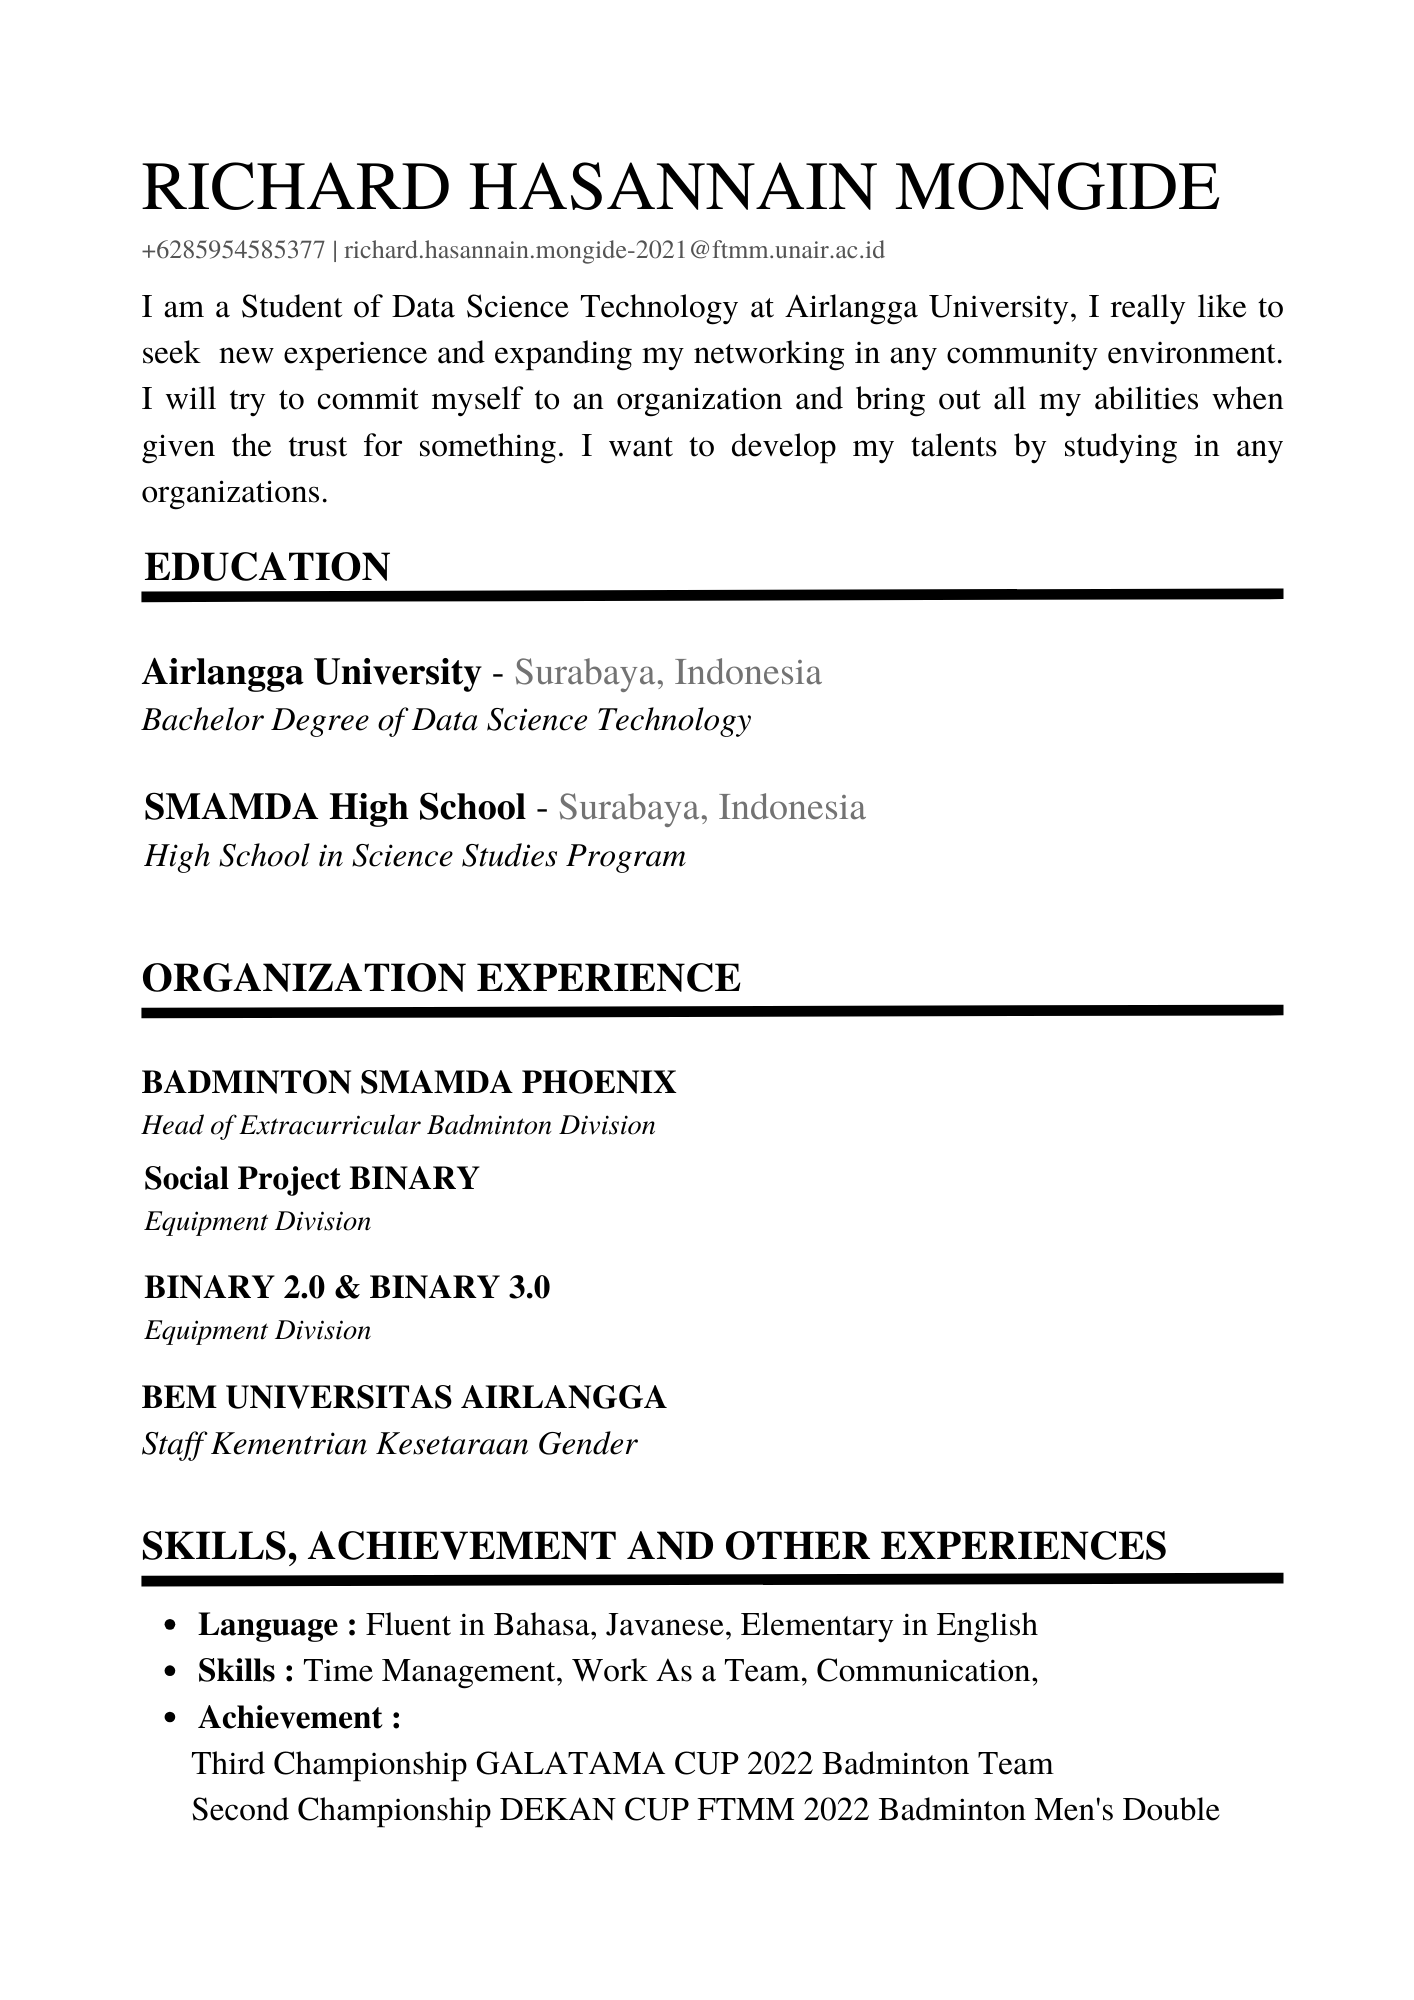 RICHARD HASANNAIN MONGIDE
+6285954585377 | richard.hasannain.mongide-2021@ftmm.unair.ac.id
I am a Student of Data Science Technology at Airlangga University, I really like to
seek  new experience and expanding my networking in any community environment.
I will try to commit myself to an organization and bring out all my abilities when
given the trust for something. I want to develop my talents by studying in any
organizations.
EDUCATION
Airlangga University - Surabaya, Indonesia
Bachelor Degree of Data Science Technology
SMAMDA High School - Surabaya, Indonesia
High School in Science Studies Program
ORGANIZATION EXPERIENCE
BADMINTON SMAMDA PHOENIX
Head of Extracurricular Badminton Division
Social Project BINARY
Equipment Division
BINARY 2.0 & BINARY 3.0
Equipment Division
BEM UNIVERSITAS AIRLANGGA
Staff Kementrian Kesetaraan Gender
SKILLS, ACHIEVEMENT AND OTHER EXPERIENCES
• Language : Fluent in Bahasa, Javanese, Elementary in English
• Skills : Time Management, Work As a Team, Communication,
• Achievement :
Third Championship GALATAMA CUP 2022 Badminton Team
Second Championship DEKAN CUP FTMM 2022 Badminton Men's Double